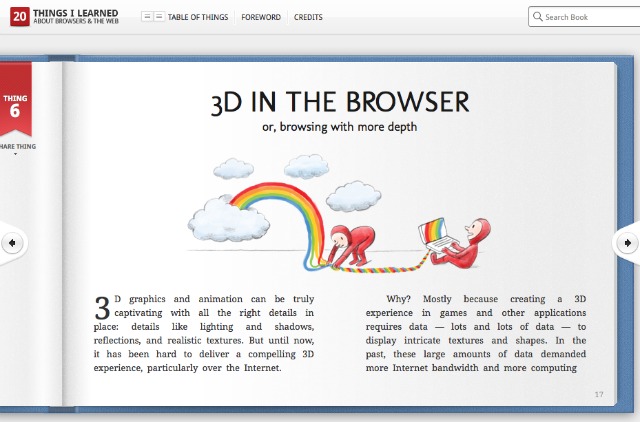 20 THINGS I LEARNED
ABOUT BROWSERS & THE WEB
TABLE OF THINGS
FOREWORD
CREDITS
Search Book
THING
6
HARE THING
3D IN THE BROWSER
or, browsing with more depth
3D graphics and animation can be truly
captivating with all the right details in
place: details like lighting and shadows,
reflections, and realistic textures. But until now,
it has been hard to deliver a compelling 3D
experience, particularly over the Internet.
Why? Mostly because creating a 3D
experience in games and other applications
requires data — lots and lots of data — to
display intricate textures and shapes. In the
past, these large amounts of data demanded
more Internet bandwidth and more computing
17